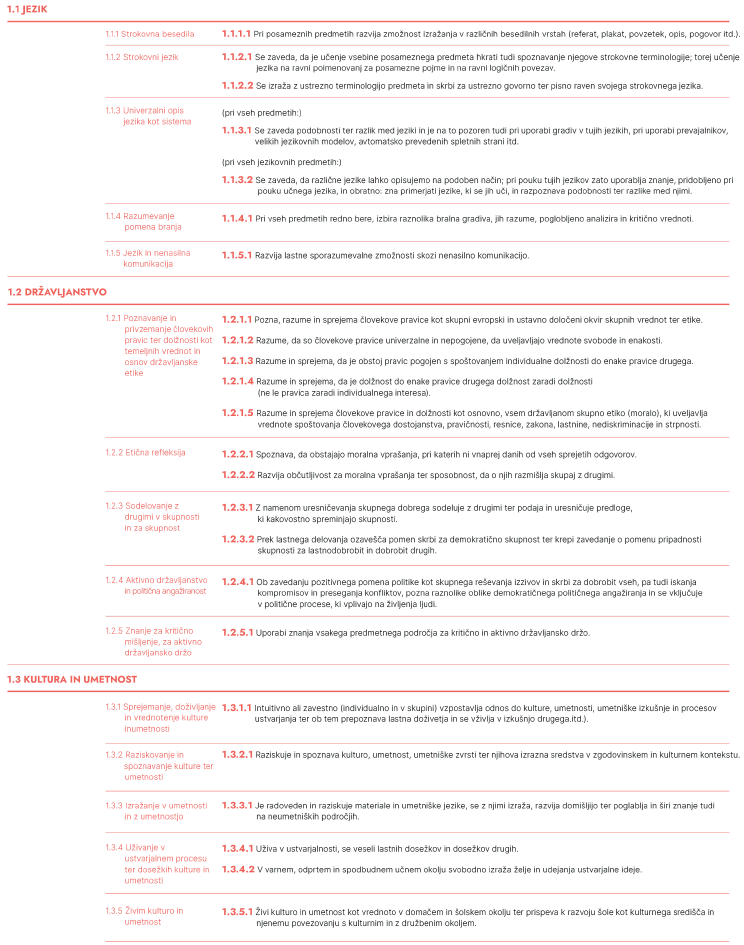 1.1 JEZIK
1.1.1 Strokovna besedila
1.1.1.1 Pri posameznih predmetih razvija zmožnost izražanja v različnih besedilnih vrstah (referat, plakat, povzetek, opis, pogovor itd.).
1.1.2 Strokovni jezik
1.1.2.1 Se zaveda, da je učenje vsebine posameznega predmeta hkrati tudi spoznavanje njegove strokovne terminologije; torej učenje
jezika na ravni poimenovanj za posamezne pojme in na ravni logičnih povezav.
1.1.2.2 Se izraža z ustrezno terminologijo predmeta in skrbi za ustrezno govorno ter pisno raven svojega strokovnega jezika.
1.1.3 Univerzalni opis
jezika kot sistema
(pri vseh predmetih:)
1.1.3.1 Se zaveda podobnosti ter razlik med jeziki in je na to pozoren tudi pri uporabi gradiv v tujih jezikih, pri uporabi prevajalnikov,
velikih jezikovnih modelov, avtomatsko prevedenih spletnih strani itd.
(pri vseh jezikovnih predmetih:)
1.1.3.2 Se zaveda, da različne jezike lahko opisujemo na podoben način; pri pouku tujih jezikov zato uporablja znanje, pridobljeno pri
pouku učnega jezika, in obratno: zna primerjati jezike, ki se jih uči, in razpoznava podobnosti ter razlike med njimi.
1.1.4 Razumevanje
pomena branja
1.1.4.1 Pri vseh predmetih redno bere, izbira raznolika bralna gradiva, jih razume, poglobljeno analizira in kritično vrednoti.
1.1.5 Jezik in nenasilna
komunikacija
1.1.5.1 Razvija lastne sporazumevalne zmožnosti skozi nenasilno komunikacijo.
1.2 DRŽAVLJANSTVO
1.2.1 Poznavanje in
privzemanje človekovih
pravic ter dolžnosti kot
temeljnih vrednot in
osnov državljanske
etike
1.2.1.1 Pozna, razume in sprejema človekove pravice kot skupni evropski in ustavno določeni okvir skupnih vrednot ter etike.
1.2.1.2 Razume, da so človekove pravice univerzalne in nepogojene, da uveljavljajo vrednote svobode in enakosti.
1.2.1.3 Razume in sprejema, da je obstoj pravic pogojen s spoštovanjem individualne dolžnosti do enake pravice drugega.
1.2.1.4 Razume in sprejema, da je dolžnost do enake pravice drugega dolžnost zaradi dolžnosti
(ne le pravica zaradi individualnega interesa).
1.2.1.5 Razume in sprejema človekove pravice in dolžnosti kot osnovno, vsem državljanom skupno etiko (moralo), ki uveljavlja
vrednote spoštovanja človekovega dostojanstva, pravičnosti, resnice, zakona, lastnine, nediskriminacije in strpnosti.
1.2.2 Etična refleksija
1.2.2.1 Spoznava, da obstajajo moralna vprašanja, pri katerih ni vnaprej danih od vseh sprejetih odgovorov.
1.2.2.2 Razvija občutljivost za moralna vprašanja ter sposobnost, da o njih razmišlja skupaj z drugimi.
1.2.3 Sodelovanje z
drugimi v skupnosti
in za skupnost
1.2.3.1 Z namenom uresničevanja skupnega dobrega sodeluje z drugimi ter podaja in uresničuje predloge,
ki kakovostno spreminjajo skupnosti.
1.2.3.2 Prek lastnega delovanja ozavešča pomen skrbi za demokratično skupnost ter krepi zavedanje o pomenu pripadnosti
skupnosti za lastnodobrobit in dobrobit drugih.
1.2.4 Aktivno državljanstvo
in politična angažiranost
1.2.4.1 Ob zavedanju pozitivnega pomena politike kot skupnega reševanja izzivov in skrbi za dobrobit vseh, pa tudi iskanja
kompromisov in preseganja konfliktov, pozna raznolike oblike demokratičnega političnega angažiranja in se vključuje
v politične procese, ki vplivajo na življenja ljudi.
1.2.5 Znanje za kritično
mišljenje, za aktivno
državljansko držo
1.2.5.1 Uporabi znanja vsakega predmetnega področja za kritično in aktivno državljansko držo.
1.3 KULTURA IN UMETNOST
1.3.1 Sprejemanje, doživljanje
in vrednotenje kulture
inumetnosti
1.3.1.1 Intuitivno ali zavestno (individualno in v skupini) vzpostavlja odnos do kulture, umetnosti, umetniške izkušnje in procesov
ustvarjanja ter ob tem prepoznava lastna doživetja in se vživlja v izkušnjo drugega.itd.).
1.3.2 Raziskovanje in
spoznavanje kulture ter
umetnosti
1.3.2.1 Raziskuje in spoznava kulturo, umetnost, umetniške zvrsti ter njihova izrazna sredstva v zgodovinskem in kulturnem kontekstu.
1.3.3 Izražanje v umetnosti
in z umetnostjo
1.3.3.1 Je radoveden in raziskuje materiale in umetniške jezike, se z njimi izraža, razvija domišljijo ter poglablja in širi znanje tudi
na neumetniških področjih.
1.3.4 Uživanje v
ustvarjalnem procesu
ter dosežkih kulture in
umetnosti
1.3.4.1 Uživa v ustvarjalnosti, se veseli lastnih dosežkov in dosežkov drugih.
1.3.4.2 V varnem, odprtem in spodbudnem učnem okolju svobodno izraža želje in udejanja ustvarjalne ideje.
1.3.5 Živim kulturo in
umetnost
1.3.5.1 Živi kulturo in umetnost kot vrednoto v domačem in šolskem okolju ter prispeva k razvoju šole kot kulturnega središča in
njenemu povezovanju s kulturnim in z družbenim okoljem.